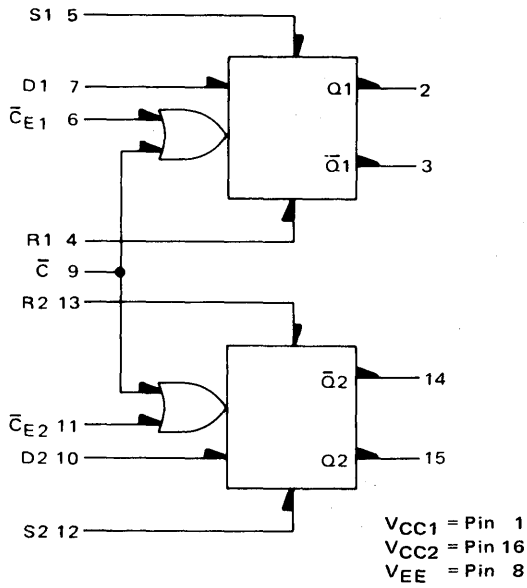 S1 5
D1 7
Q1 2
C̄E1 6
Q̄1 3
R1 4
C̄ 9
R2 13
Q̄2 14
C̄E2 11
D2 10
Q2 15
S2 12
VCC1 = Pin 1
VCC2 = Pin 16
VEE = Pin 8